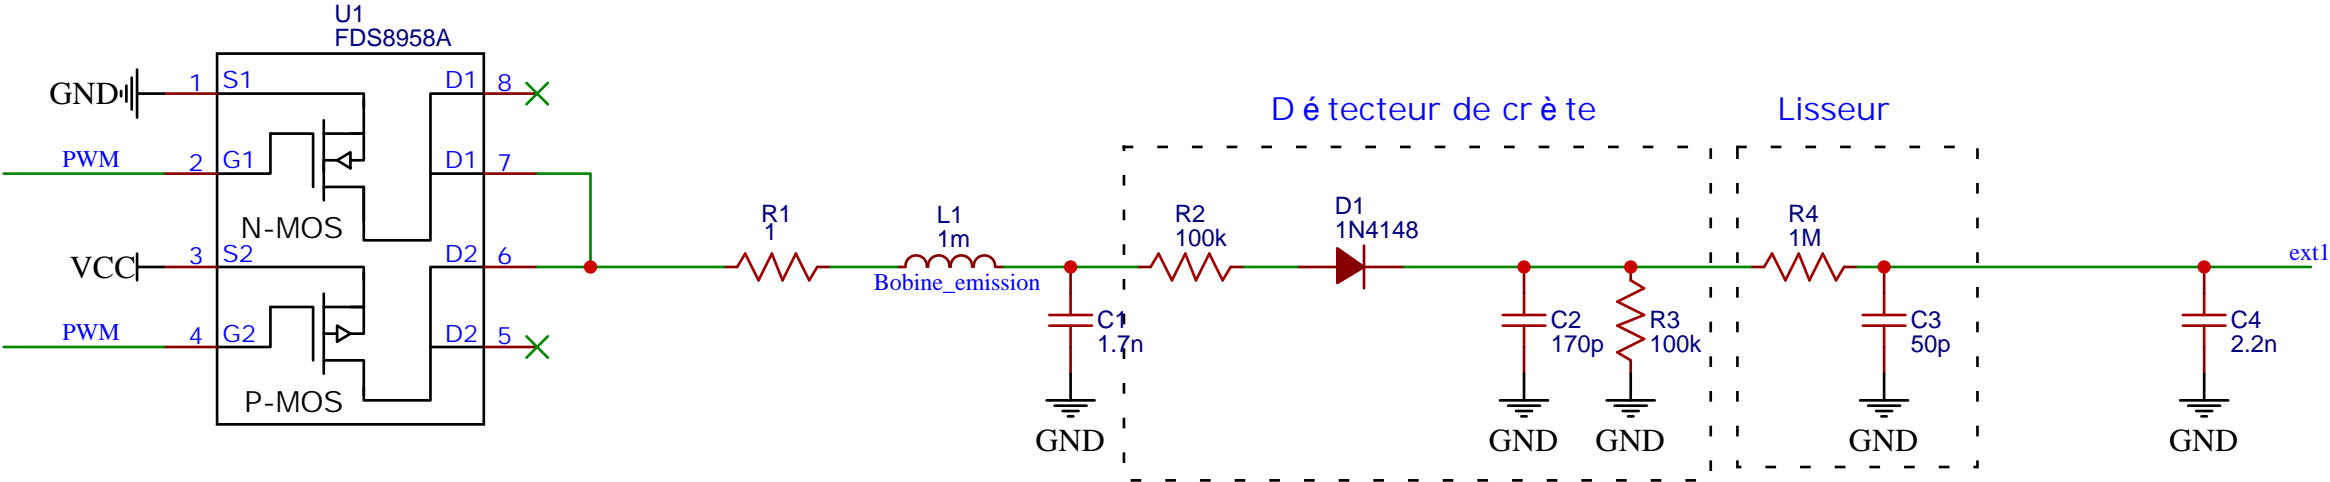 U1
FDS8958A
GND
1
S1
D1
8
PWM
2
G1
D1
7
N-MOS
VCC
3
S2
D2
6
PWM
4
G2
D2
5
P-MOS
R1
1
L1
1m
Bobine_emission
C1
1.7n
GND
Détecteur de crète
R2
100k
D1
1N4148
C2
170p
GND
R3
100k
GND
Lisseur
R4
1M
C3
50p
GND
C4
2.2n
GND
ext1